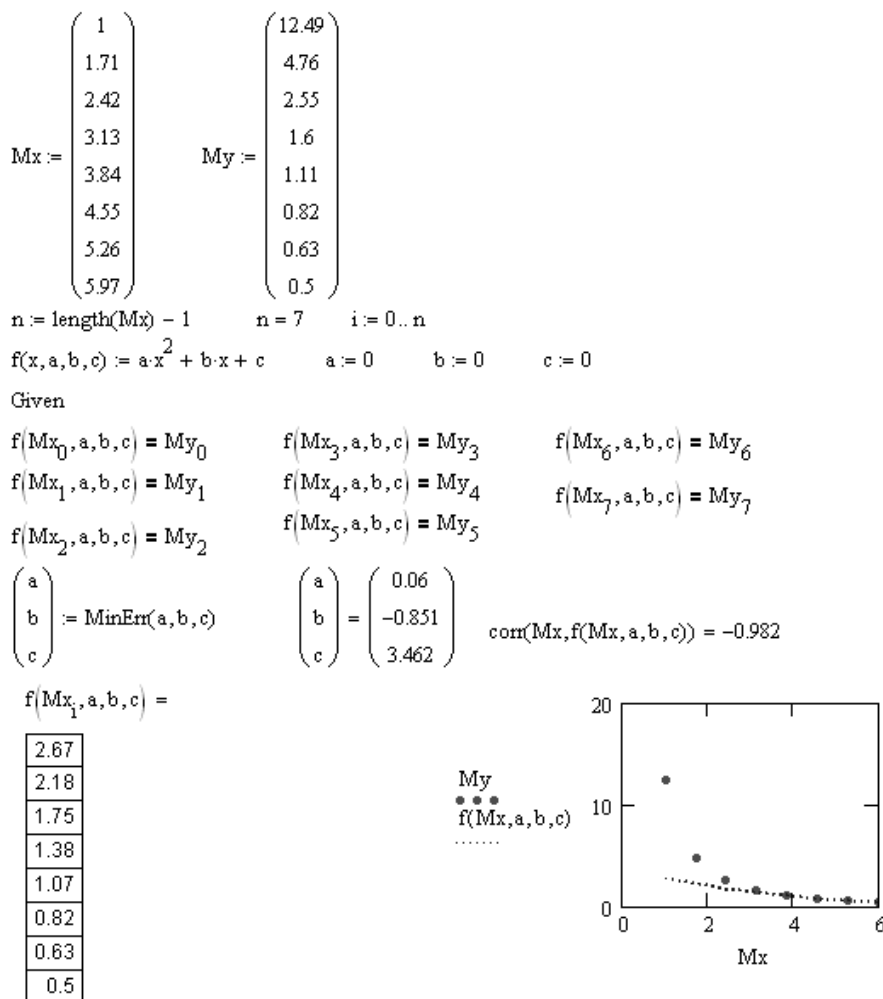 Mx := ( 1 1.71 2.42 3.13 3.84 4.55 5.26 5.97 ) My := ( 12.49 4.76 2.55 1.6 1.11 0.82 0.63 0.5 )
n := length(Mx) − 1 n = 7 i := 0.. n
f(x,a,b,c) := a·x² + b·x + c a := 0 b := 0 c := 0
Given
f(Mx₀,a,b,c) = My₀ f(Mx₃,a,b,c) = My₃ f(Mx₆,a,b,c) = My₆
f(Mx₁,a,b,c) = My₁ f(Mx₄,a,b,c) = My₄ f(Mx₇,a,b,c) = My₇
f(Mx₂,a,b,c) = My₂ f(Mx₅,a,b,c) = My₅
( a b c ) := MinErr(a,b,c) ( a b c ) = ( 0.06 −0.851 3.462 ) corr(Mx,f(Mx,a,b,c)) = −0.982
f(Mxᵢ,a,b,c) =
2.67
2.18
1.75
1.38
1.07
0.82
0.63
0.5
My
f(Mx,a,b,c)
20
10
0
0 2 4 6
Mx